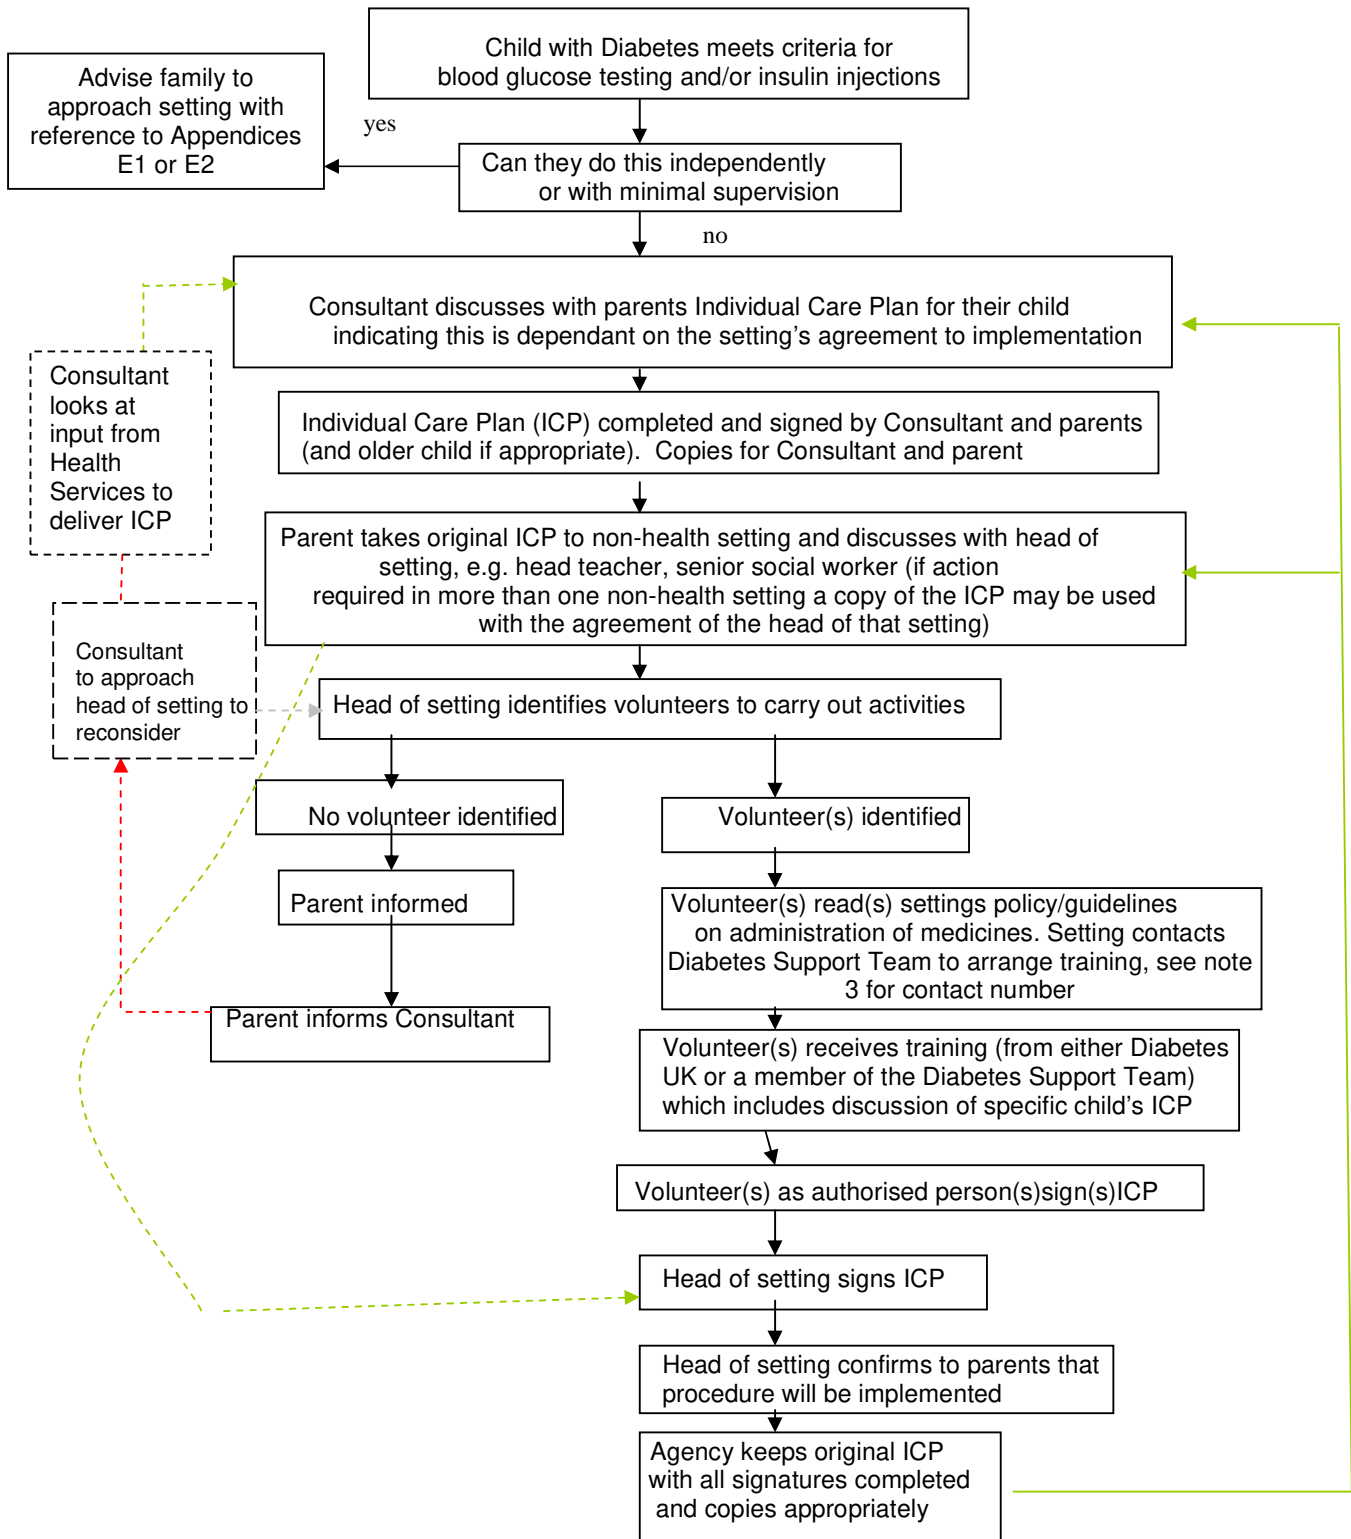 Child with Diabetes meets criteria for
blood glucose testing and/or insulin injections
Advise family to
approach setting with
reference to Appendices
E1 or E2
yes
Can they do this independently
or with minimal supervision
no
Consultant discusses with parents Individual Care Plan for their child
indicating this is dependant on the setting's agreement to implementation
Consultant
looks at
input from
Health
Services to
deliver ICP
Individual Care Plan (ICP) completed and signed by Consultant and parents
(and older child if appropriate). Copies for Consultant and parent
Parent takes original ICP to non-health setting and discusses with head of
setting, e.g. head teacher, senior social worker (if action
required in more than one non-health setting a copy of the ICP may be used
with the agreement of the head of that setting)
Consultant
to approach
head of setting to
reconsider
Head of setting identifies volunteers to carry out activities
No volunteer identified
Volunteer(s) identified
Parent informed
Volunteer(s) read(s) settings policy/guidelines
on administration of medicines. Setting contacts
Diabetes Support Team to arrange training, see note
3 for contact number
Parent informs Consultant
Volunteer(s) receives training (from either Diabetes
UK or a member of the Diabetes Support Team)
which includes discussion of specific child's ICP
Volunteer(s) as authorised person(s)sign(s)ICP
Head of setting signs ICP
Head of setting confirms to parents that
procedure will be implemented
Agency keeps original ICP
with all signatures completed
and copies appropriately